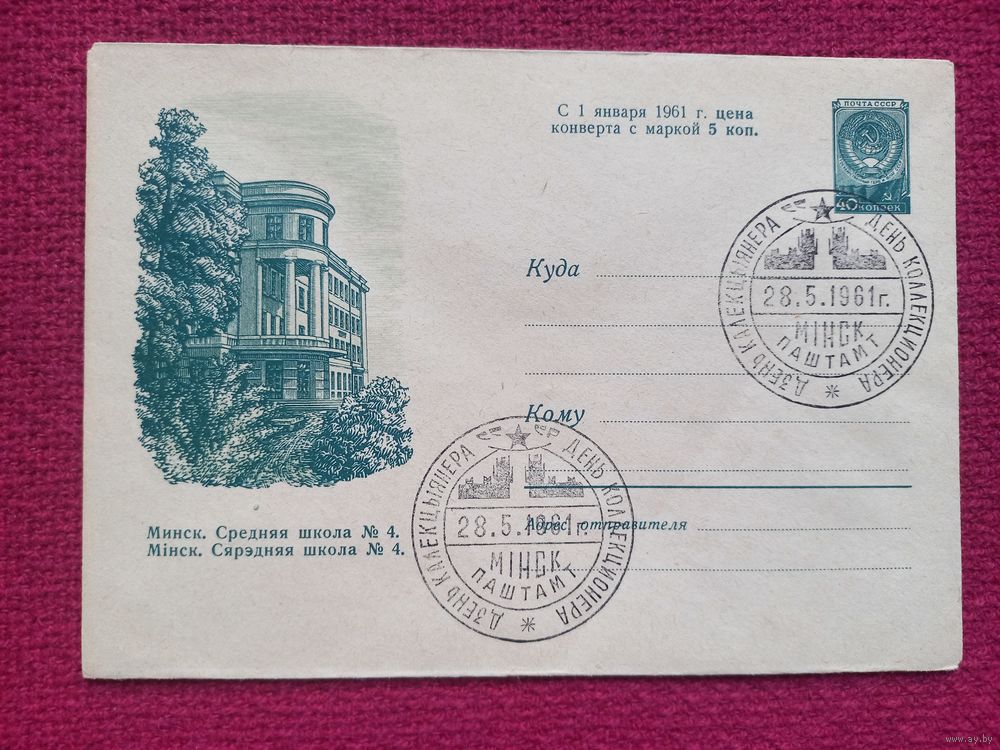 С 1 января 1961 г. цена
конверта с маркой 5 коп.
ПОЧТА СССР
40 КОПЕЕК
Куда
Кому
Адрес отправителя
Минск. Средняя школа № 4.
Мінск. Сярэдняя школа № 4.
ДЗЕНЬ КАЛЕКЦЫЯНЕРА
ДЕНЬ КОЛЛЕКЦИОНЕРА
28.5.1961г.
МІНСК
ПАШТАМТ
ДЗЕНЬ КАЛЕКЦЫЯНЕРА
ДЕНЬ КОЛЛЕКЦИОНЕРА
28.5.1961г.
МІНСК
ПАШТАМТ
www.ay.by